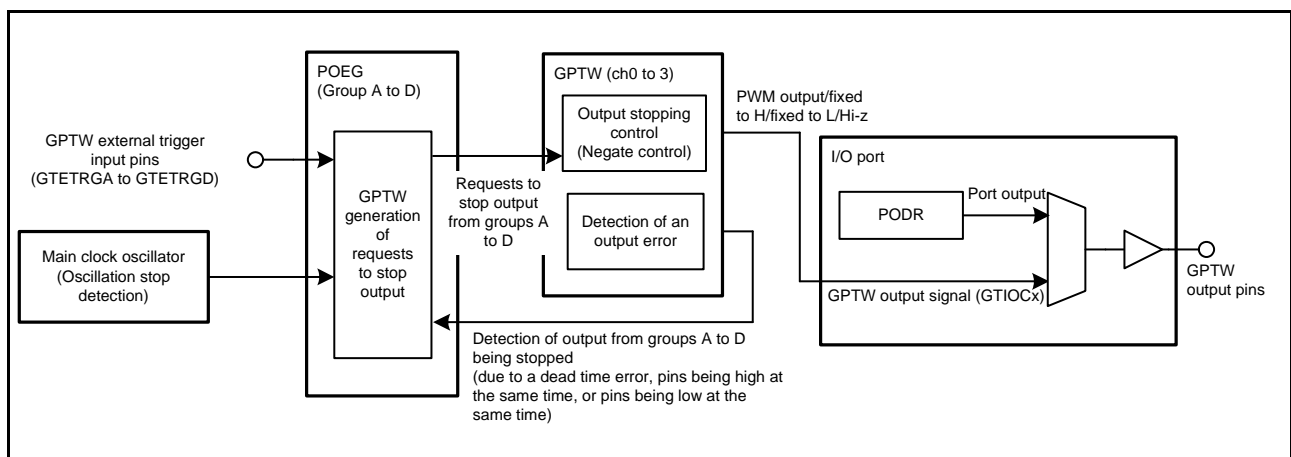 POEG
(Group A to D)
GPTW external trigger
input pins
(GTETRGA to GTETRGD)
Main clock oscillator
(Oscillation stop
detection)
GPTW
generation
of
requests
to stop
output
Requests to
stop output
from groups A
to D
GPTW (ch0 to 3)
Output stopping
control
(Negate control)
Detection of an
output error
Detection of output from groups A to D
being stopped
(due to a dead time error, pins being high at
the same time, or pins being low at the
same time)
PWM output/fixed
to H/fixed to L/Hi-z
I/O port
PODR
Port output
GPTW output signal (GTIOCx)
GPTW
output pins